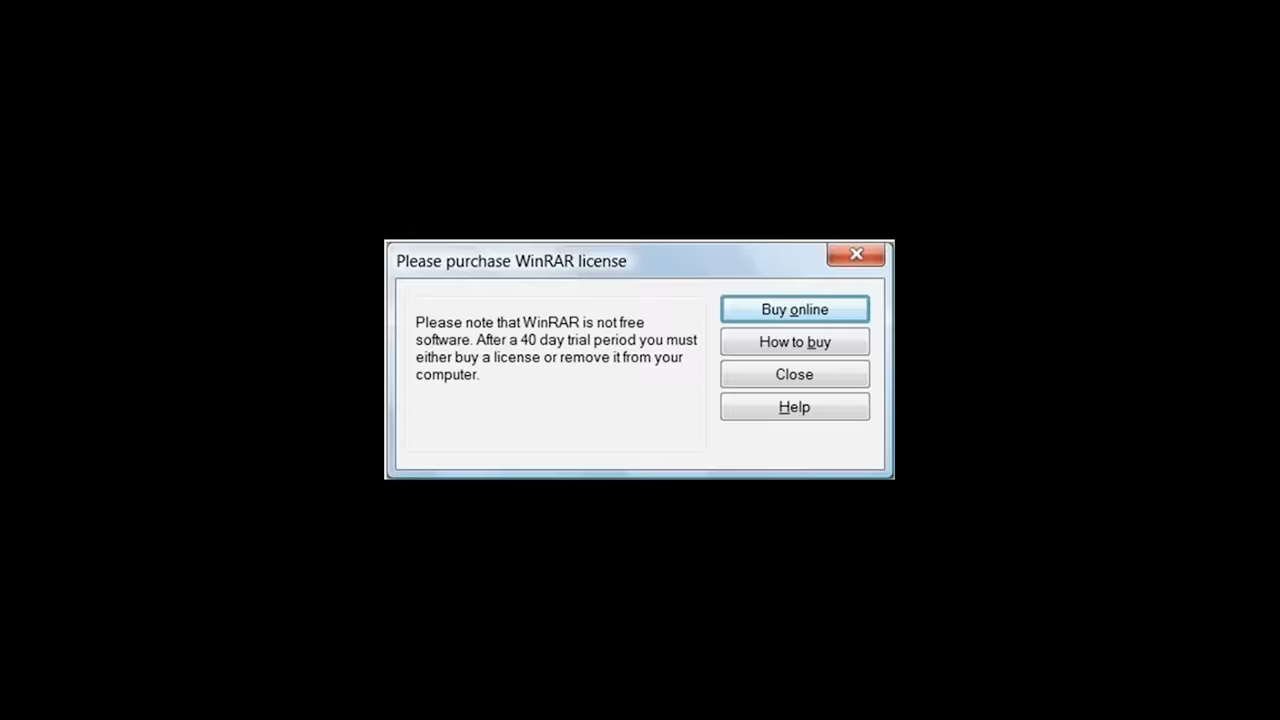 Please purchase WinRAR license
Please note that WinRAR is not free
software. After a 40 day trial period you must
either buy a license or remove it from your
computer.
Buy online
How to buy
Close
Help